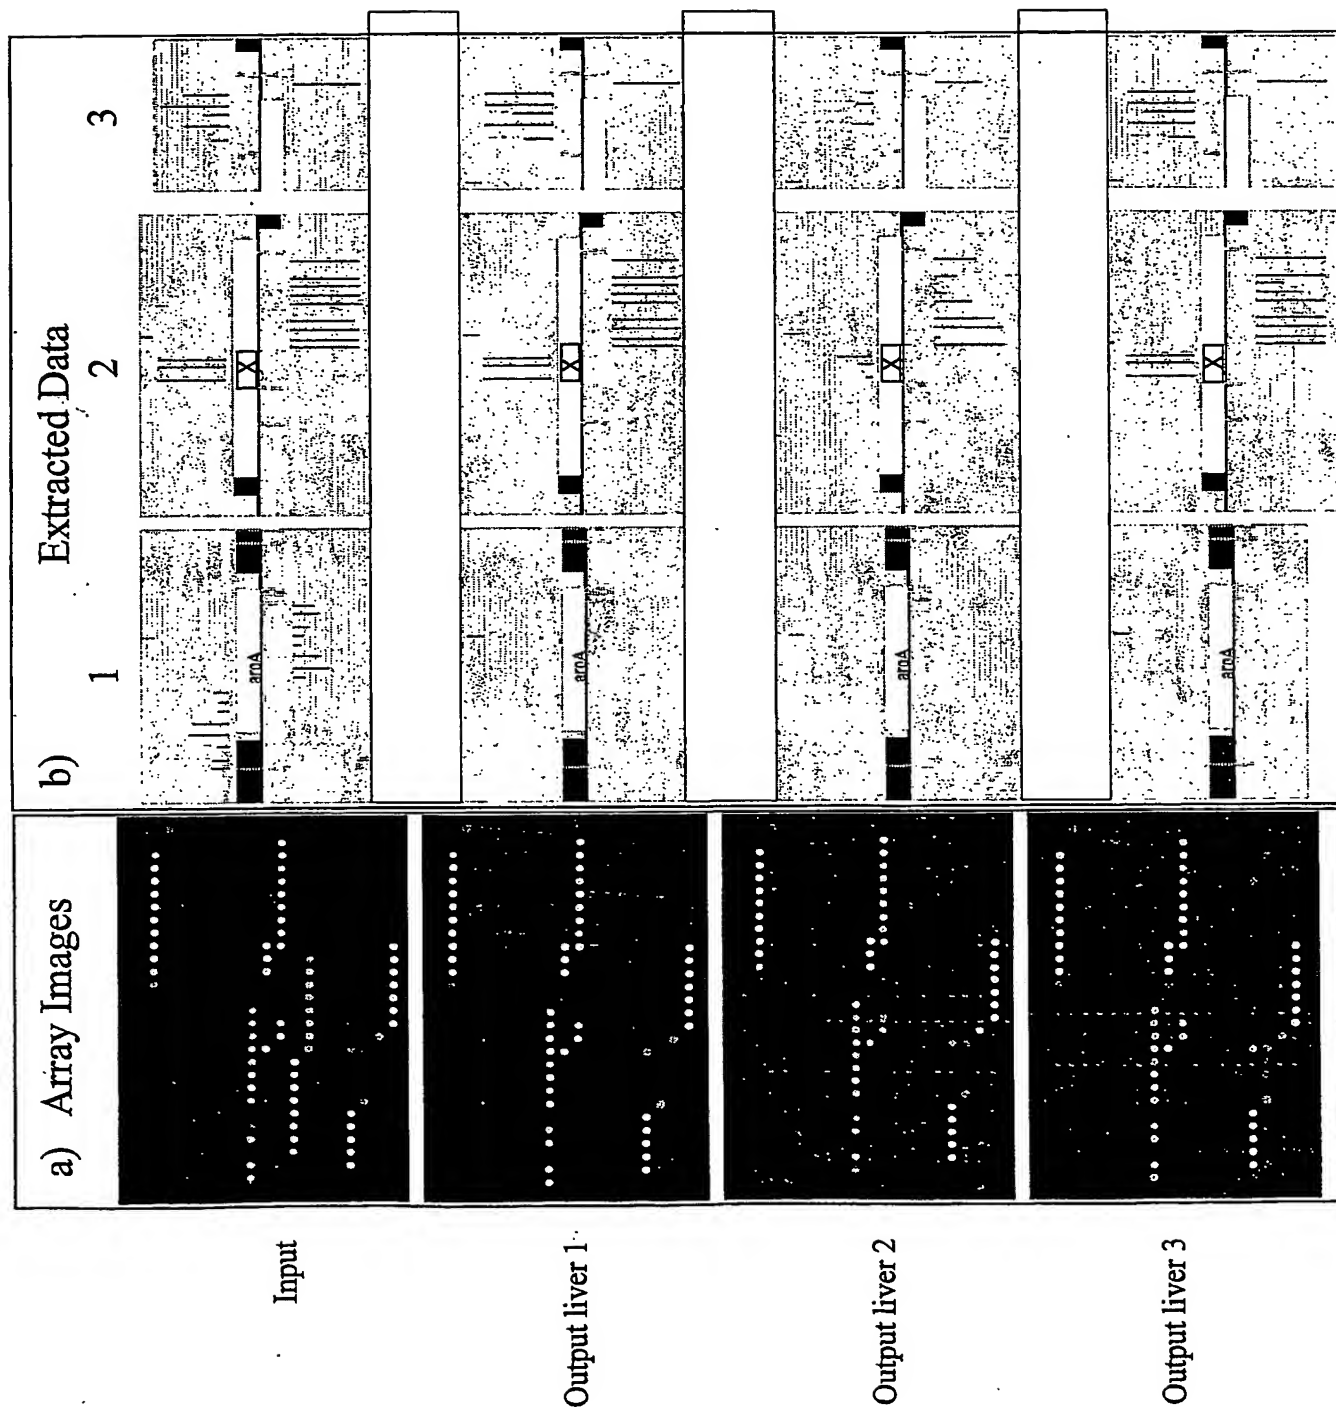 a) Array Images
b) Extracted Data
1 2 3
Input
aroA
X
Output liver 1
aroA
X
Output liver 2
aroA
X
Output liver 3
aroA
X